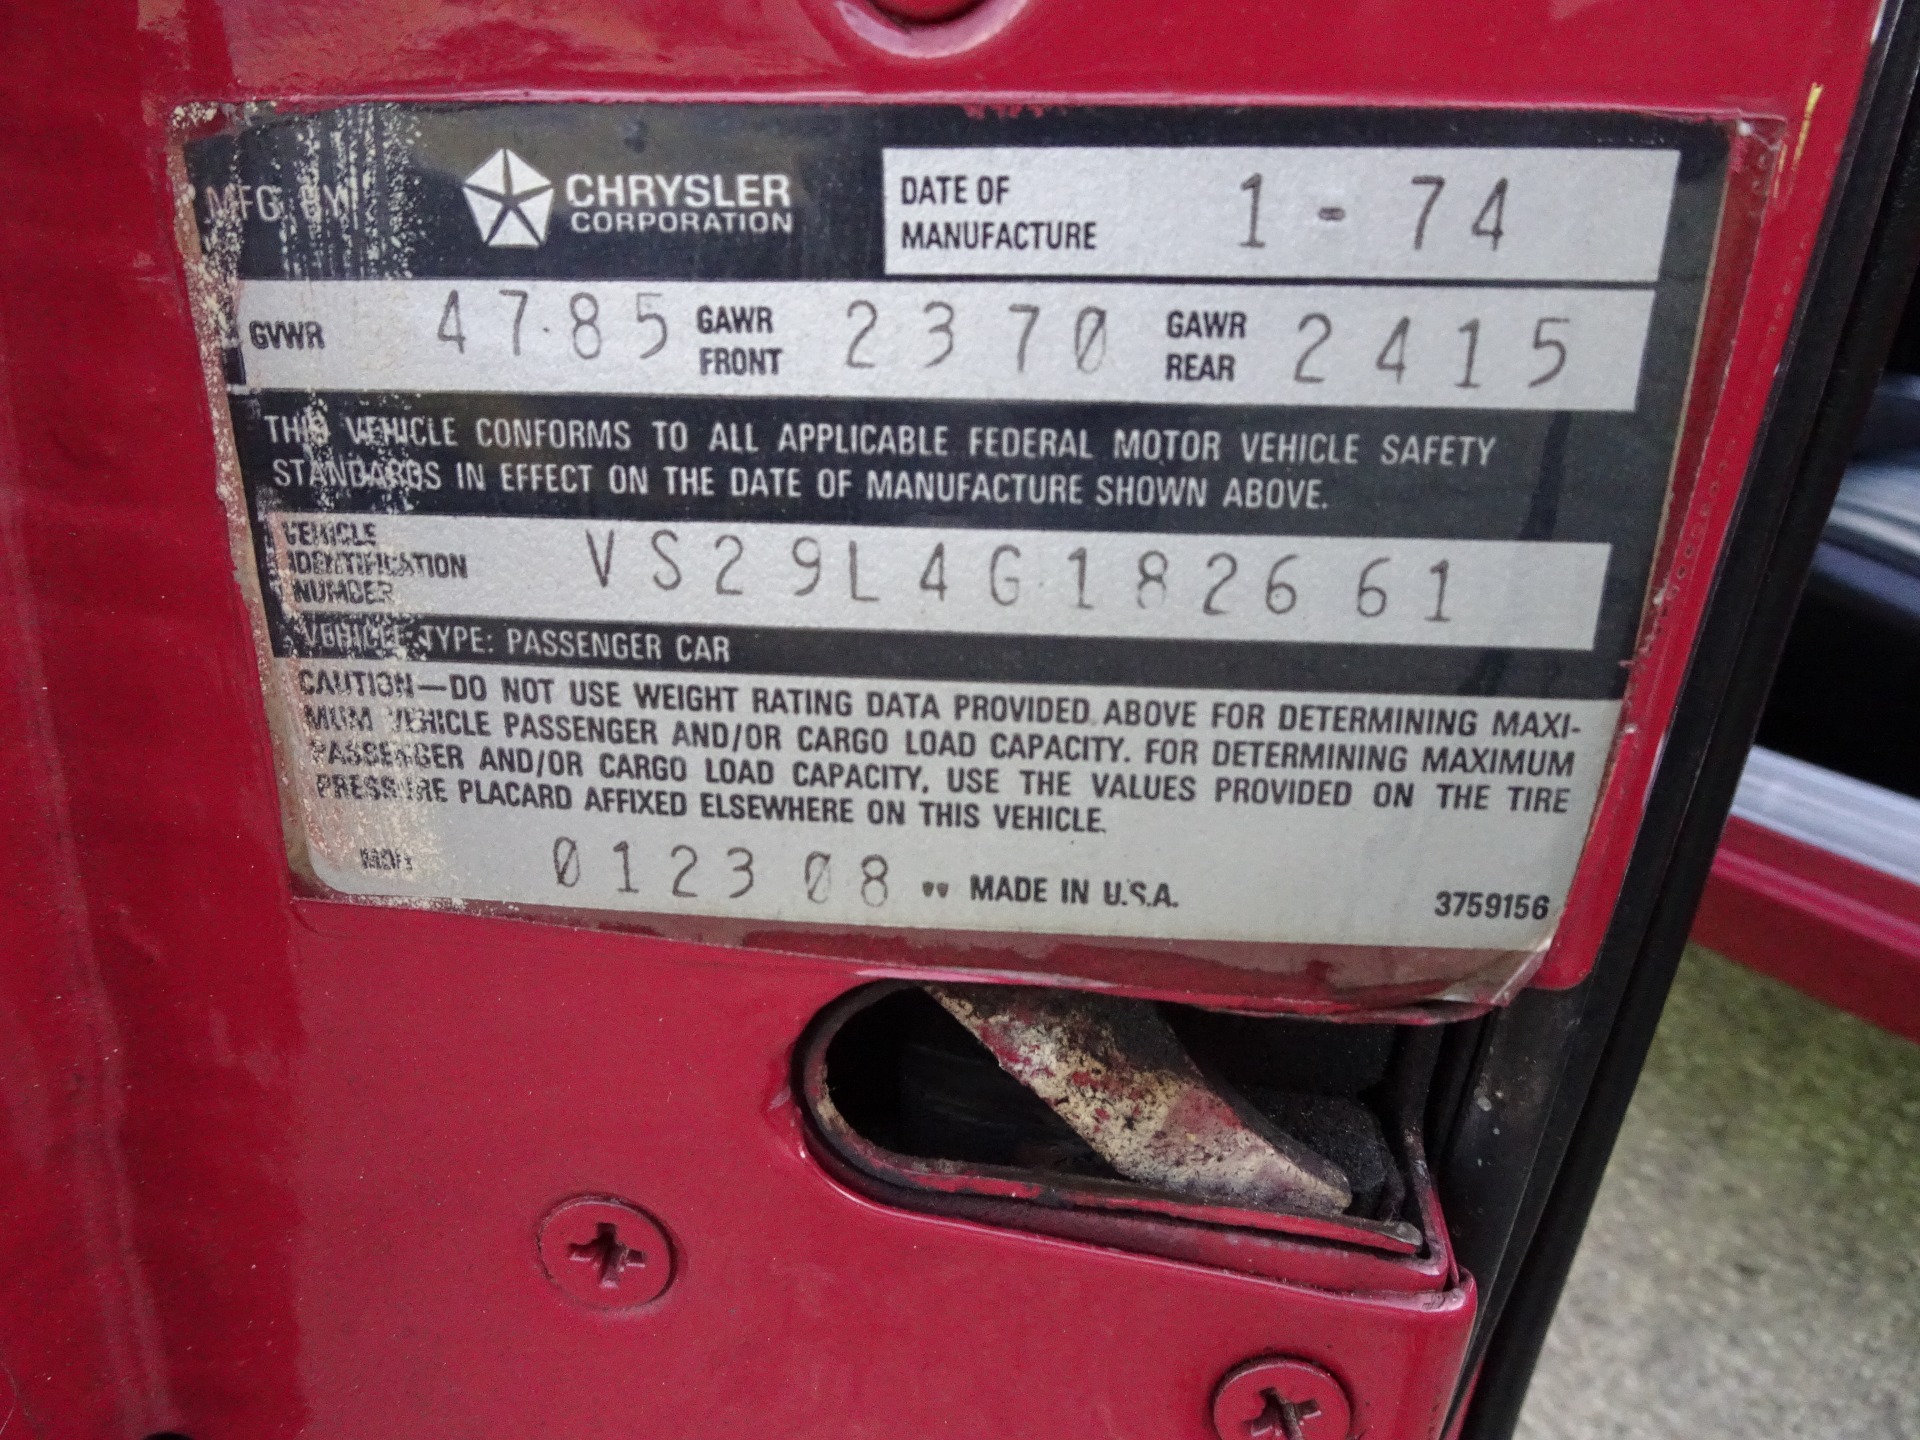 MFG BY CHRYSLER CORPORATION
DATE OF MANUFACTURE 1-74
GVWR 4785 GAWR FRONT 2370 GAWR REAR 2415
THIS VEHICLE CONFORMS TO ALL APPLICABLE FEDERAL MOTOR VEHICLE SAFETY
STANDARDS IN EFFECT ON THE DATE OF MANUFACTURE SHOWN ABOVE.
VEHICLE IDENTIFICATION NUMBER VS29L4G182661
VEHICLE TYPE: PASSENGER CAR
CAUTION—DO NOT USE WEIGHT RATING DATA PROVIDED ABOVE FOR DETERMINING MAXI-
MUM VEHICLE PASSENGER AND/OR CARGO LOAD CAPACITY. FOR DETERMINING MAXIMUM
PASSENGER AND/OR CARGO LOAD CAPACITY, USE THE VALUES PROVIDED ON THE TIRE
PRESSURE PLACARD AFFIXED ELSEWHERE ON THIS VEHICLE.
MDH 012308 MADE IN U.S.A. 3759156